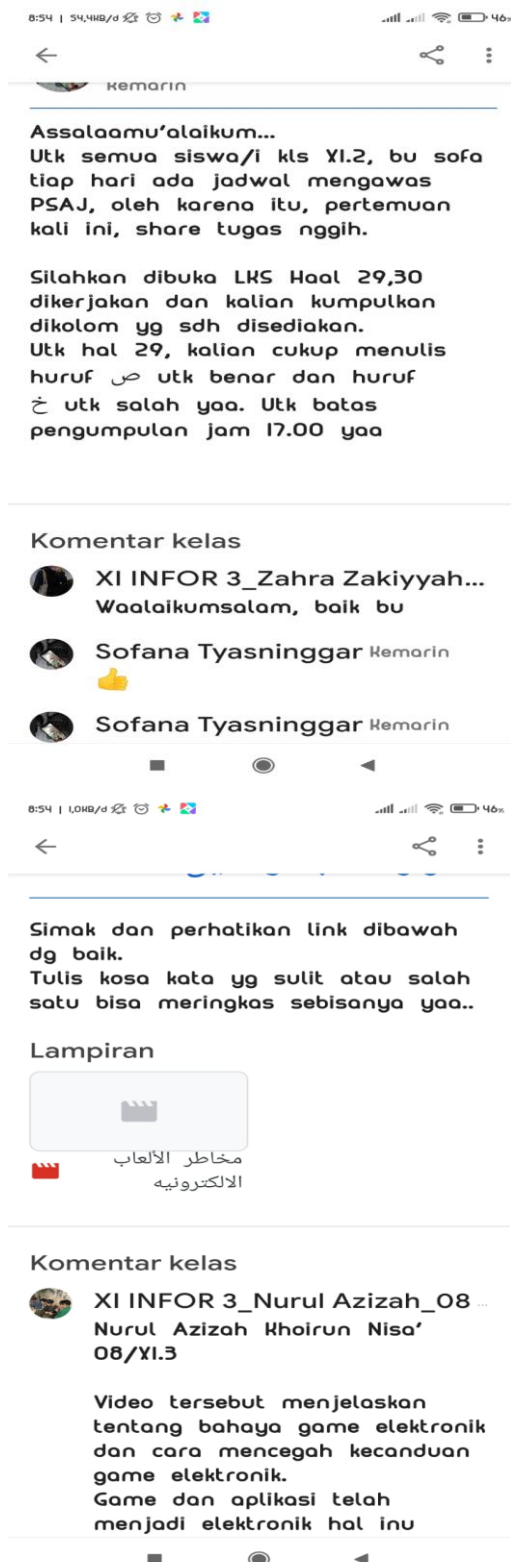 8:54 | 54,4KB/d
46%
Kemarin
Assalaamu'alaikum...
Utk semua siswa/i kls XI.2, bu sofa
tiap hari ada jadwal mengawas
PSAJ, oleh karena itu, pertemuan
kali ini, share tugas nggih.
Silahkan dibuka LKS Haal 29,30
dikerjakan dan kalian kumpulkan
dikolom yg sdh disediakan.
Utk hal 29, kalian cukup menulis
huruf ص utk benar dan huruf
خ utk salah yaa. Utk batas
pengumpulan jam 17.00 yaa
Komentar kelas
XI INFOR 3_Zahra Zakiyyah...
Waalaikumsalam, baik bu
Sofana Tyasninggar Kemarin
👍
Sofana Tyasninggar Kemarin
8:54 | 1,0KB/d
46%
Simak dan perhatikan link dibawah
dg baik.
Tulis kosa kata yg sulit atau salah
satu bisa meringkas sebisanya yaa..
Lampiran
مخاطر الألعاب
الالكترونيه
Komentar kelas
XI INFOR 3_Nurul Azizah_08 ...
Nurul Azizah Khoirun Nisa'
08/XI.3
Video tersebut menjelaskan
tentang bahaya game elektronik
dan cara mencegah kecanduan
game elektronik.
Game dan aplikasi telah
menjadi elektronik hal inu